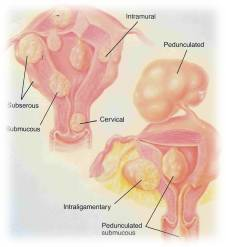 Intramural
Pedunculated
Subserous
Submucous
Cervical
Intraligamentary
Pedunculated
submucous